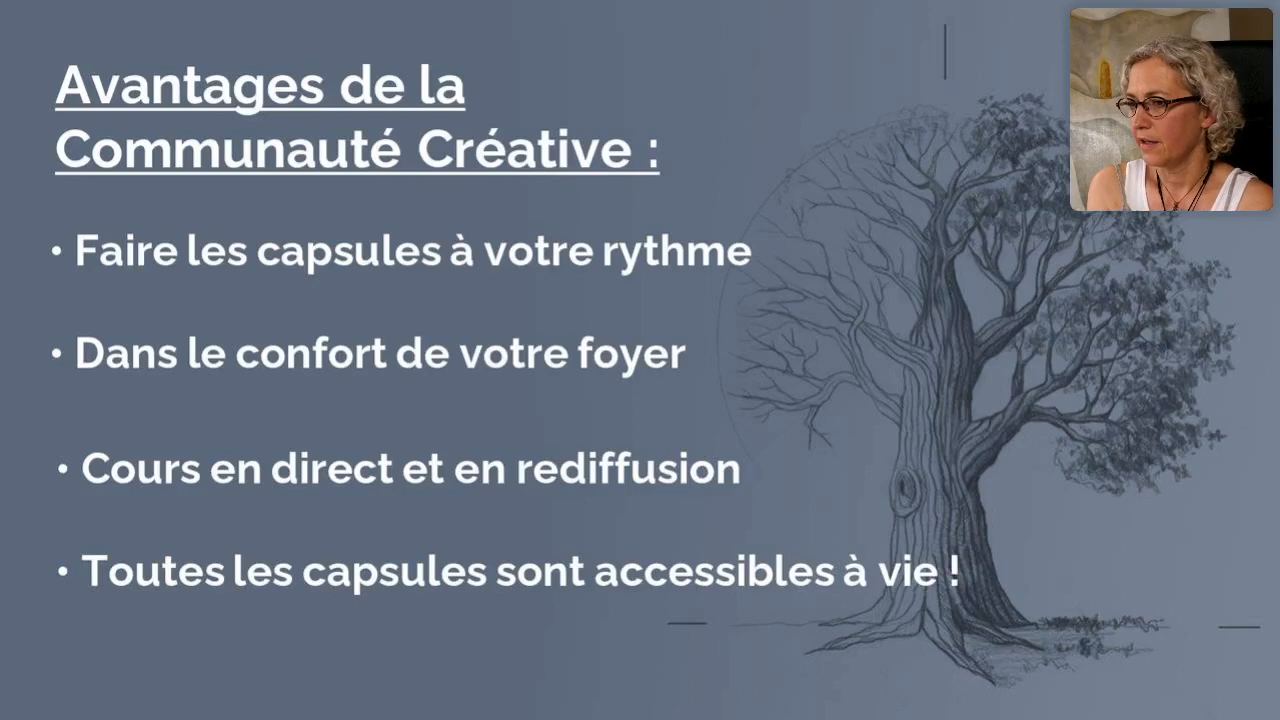 Avantages de la
Communauté Créative :
• Faire les capsules à votre rythme
• Dans le confort de votre foyer
• Cours en direct et en rediffusion
• Toutes les capsules sont accessibles à vie !